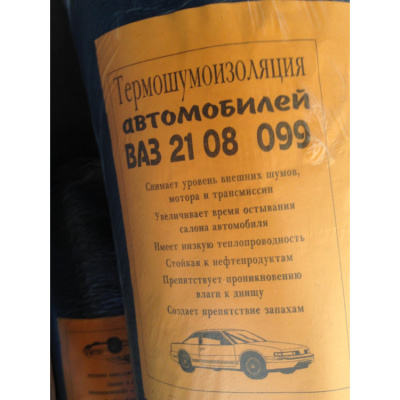 Термошумоизоляция
автомобилей
ВАЗ 21 08 099
Снимает уровень внешних шумов,
мотора и трансмиссии
Увеличивает время остывания
салона автомобиля
Имеет низкую теплопроводность
Стойкая к нефтепродуктам
Препятствует проникновению
влаги к днищу
Создает препятствие запахам